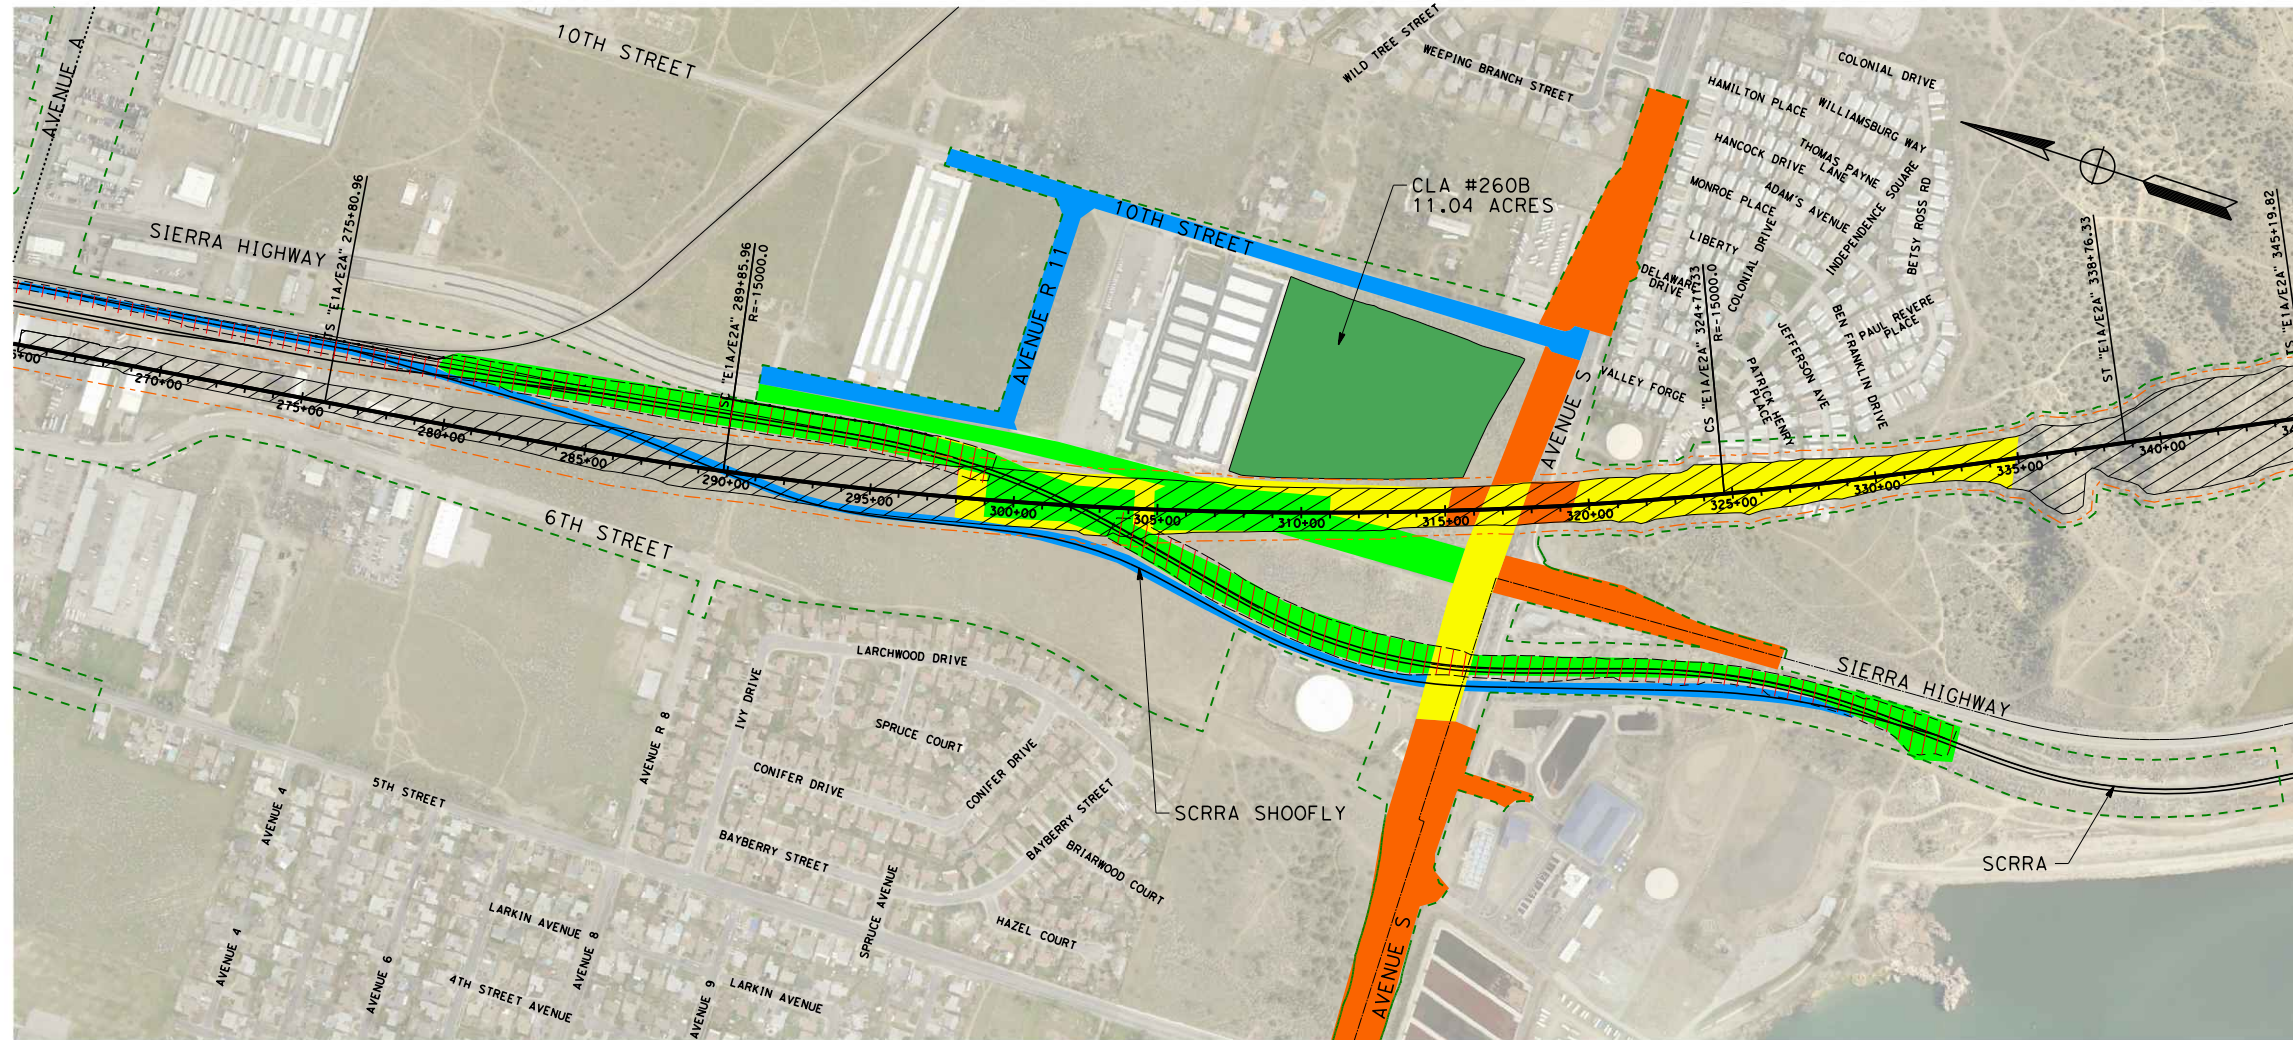 AVENUE A
10TH STREET
WILD TREE STREET
WEEPING BRANCH STREET
COLONIAL DRIVE
HAMILTON PLACE
WILLIAMSBURG WAY
HANCOCK DRIVE
THOMAS PAYNE
LANE
MONROE PLACE
ADAM'S AVENUE
INDEPENDENCE SQUARE
BETSY ROSS RD
LIBERTY
COLONIAL DRIVE
DELAWARE
DRIVE
CLA #260B
11.04 ACRES
10TH STREET
SIERRA HIGHWAY
AVENUE R 11
"E1A/E2A" 275+80.96
SC "E1A/E2A" 289+85.96
R=-15000.0
CS "E1A/E2A" 324+71.33
R=-15000.0
ST "E1A/E2A" 338+76.33
TS "E1A/E2A" 345+19.82
BEN FRANKLIN DRIVE
PAUL REVERE
PLACE
JEFFERSON AVE
PATRICK HENRY
PLACE
VALLEY FORGE
AVENUE S
270+00
275+00
280+00
285+00
290+00
295+00
300+00
305+00
310+00
315+00
320+00
325+00
330+00
335+00
340+00
6TH STREET
LARCHWOOD DRIVE
IVY DRIVE
AVENUE R 8
SPRUCE COURT
CONIFER DRIVE
CONIFER DRIVE
SIERRA HIGHWAY
5TH STREET
AVENUE 4
BAYBERRY STREET
BAYBERRY STREET
BRIARWOOD COURT
SCRRA SHOOFLY
SCRRA
SPRUCE AVENUE
HAZEL COURT
LARKIN AVENUE
AVENUE 4
AVENUE 6
AVENUE 8
4TH STREET AVENUE
AVENUE 9
LARKIN AVENUE
AVENUE S